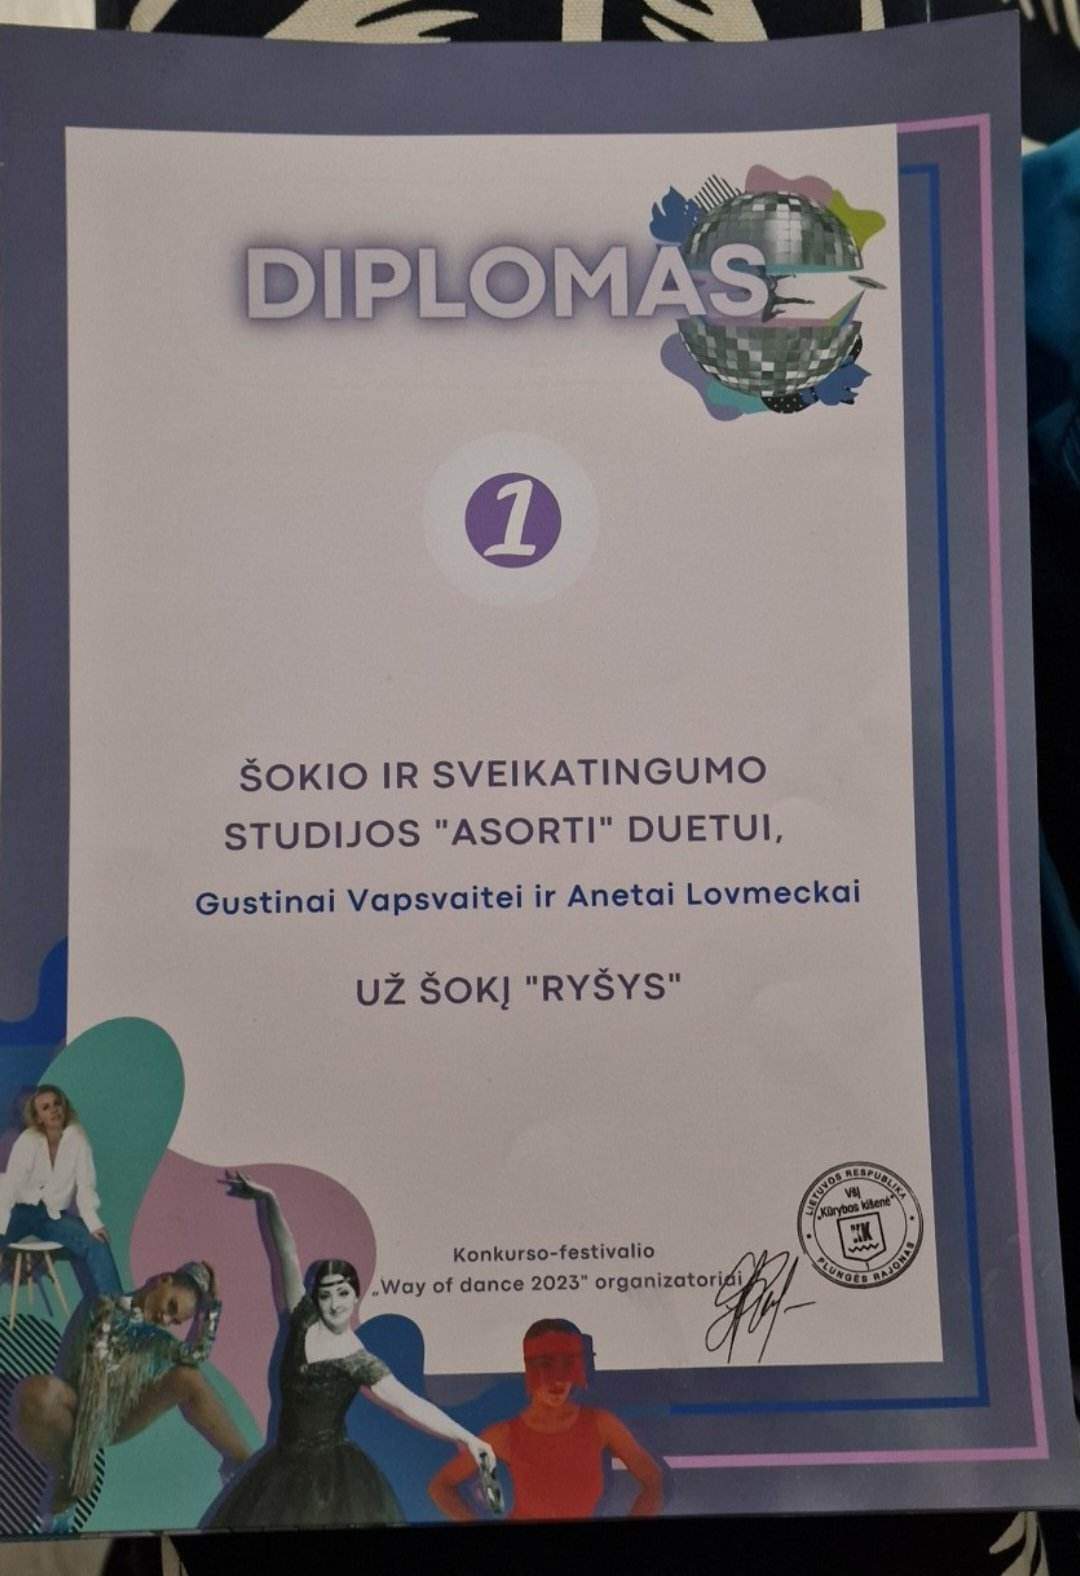 DIPLOMAS
1
ŠOKIO IR SVEIKATINGUMO
STUDIJOS "ASORTI" DUETUI,
Gustinai Vapsvaitei ir Anetai Lovmeckai
UŽ ŠOKĮ "RYŠYS"
Konkurso-festivalio
„Way of dance 2023" organizatoriai
LIETUVOS RESPUBLIKA
VšĮ
„Kūrybos kišenė"
KK
PLUNGĖS RAJONAS